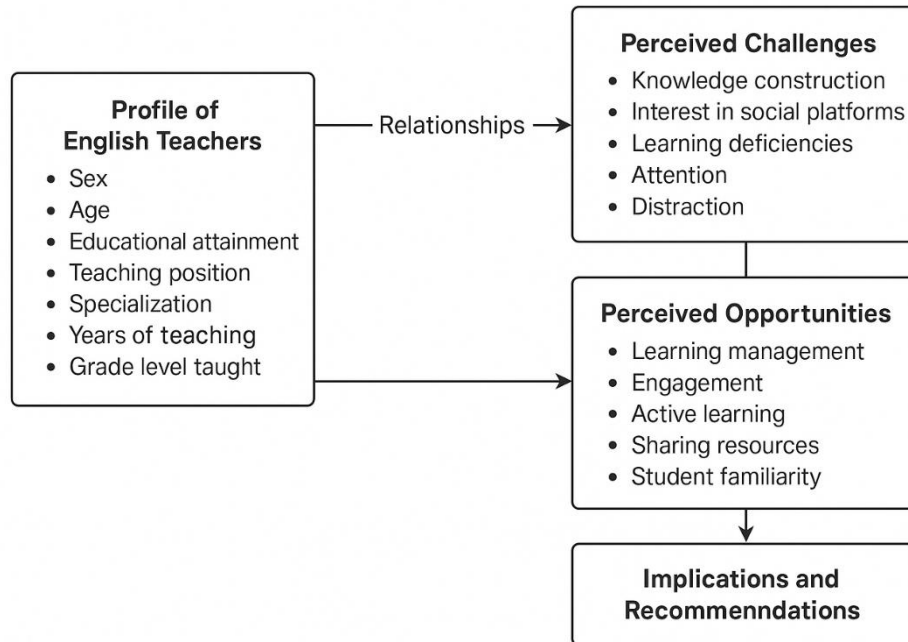 Profile of
English Teachers
• Sex
• Age
• Educational attainment
• Teaching position
• Specialization
• Years of teaching
• Grade level taught
Relationships
Perceived Challenges
• Knowledge construction
• Interest in social platforms
• Learning deficiencies
• Attention
• Distraction
Perceived Opportunities
• Learning management
• Engagement
• Active learning
• Sharing resources
• Student familiarity
Implications and
Recommenndations